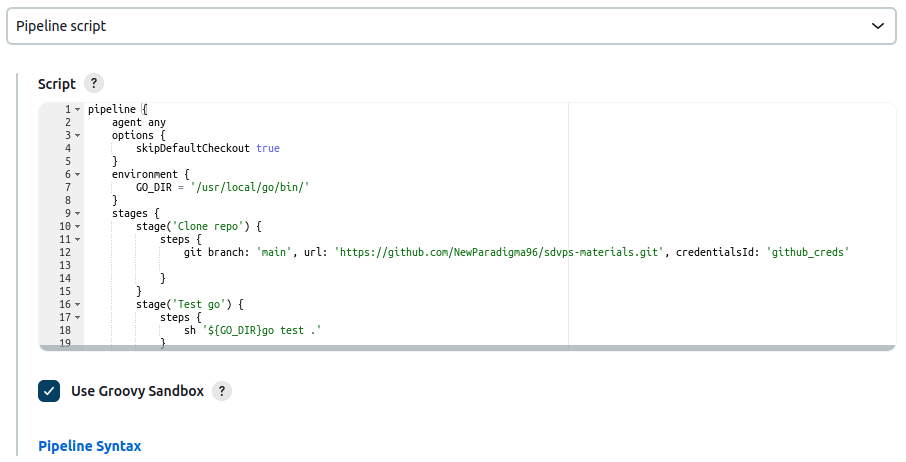 Pipeline script
Script ?
1 pipeline {
2     agent any
3     options {
4         skipDefaultCheckout true
5     }
6     environment {
7         GO_DIR = '/usr/local/go/bin/'
8     }
9     stages {
10         stage('Clone repo') {
11             steps {
12                 git branch: 'main', url: 'https://github.com/NewParadigma96/sdvps-materials.git', credentialsId: 'github_creds'
13
14             }
15         }
16         stage('Test go') {
17             steps {
18                 sh '${GO_DIR}go test .'
19             }
Use Groovy Sandbox ?
Pipeline Syntax